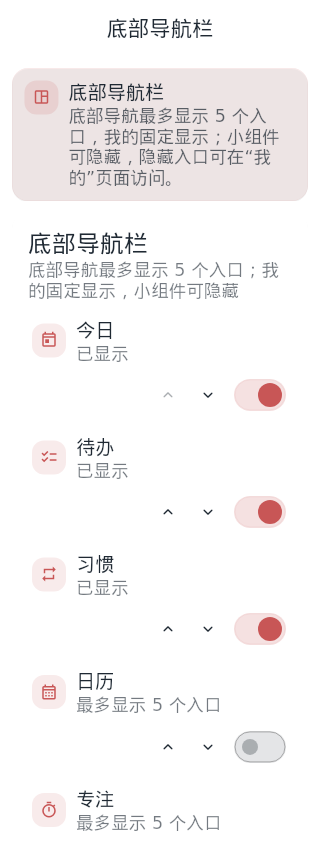 底部导航栏
底部导航栏
底部导航最多显示 5 个入
口，我的固定显示；小组件
可隐藏，隐藏入口可在“我
的”页面访问。
底部导航栏
底部导航最多显示 5 个入口；我
的固定显示，小组件可隐藏
今日
已显示
待办
已显示
习惯
已显示
日历
最多显示 5 个入口
专注
最多显示 5 个入口